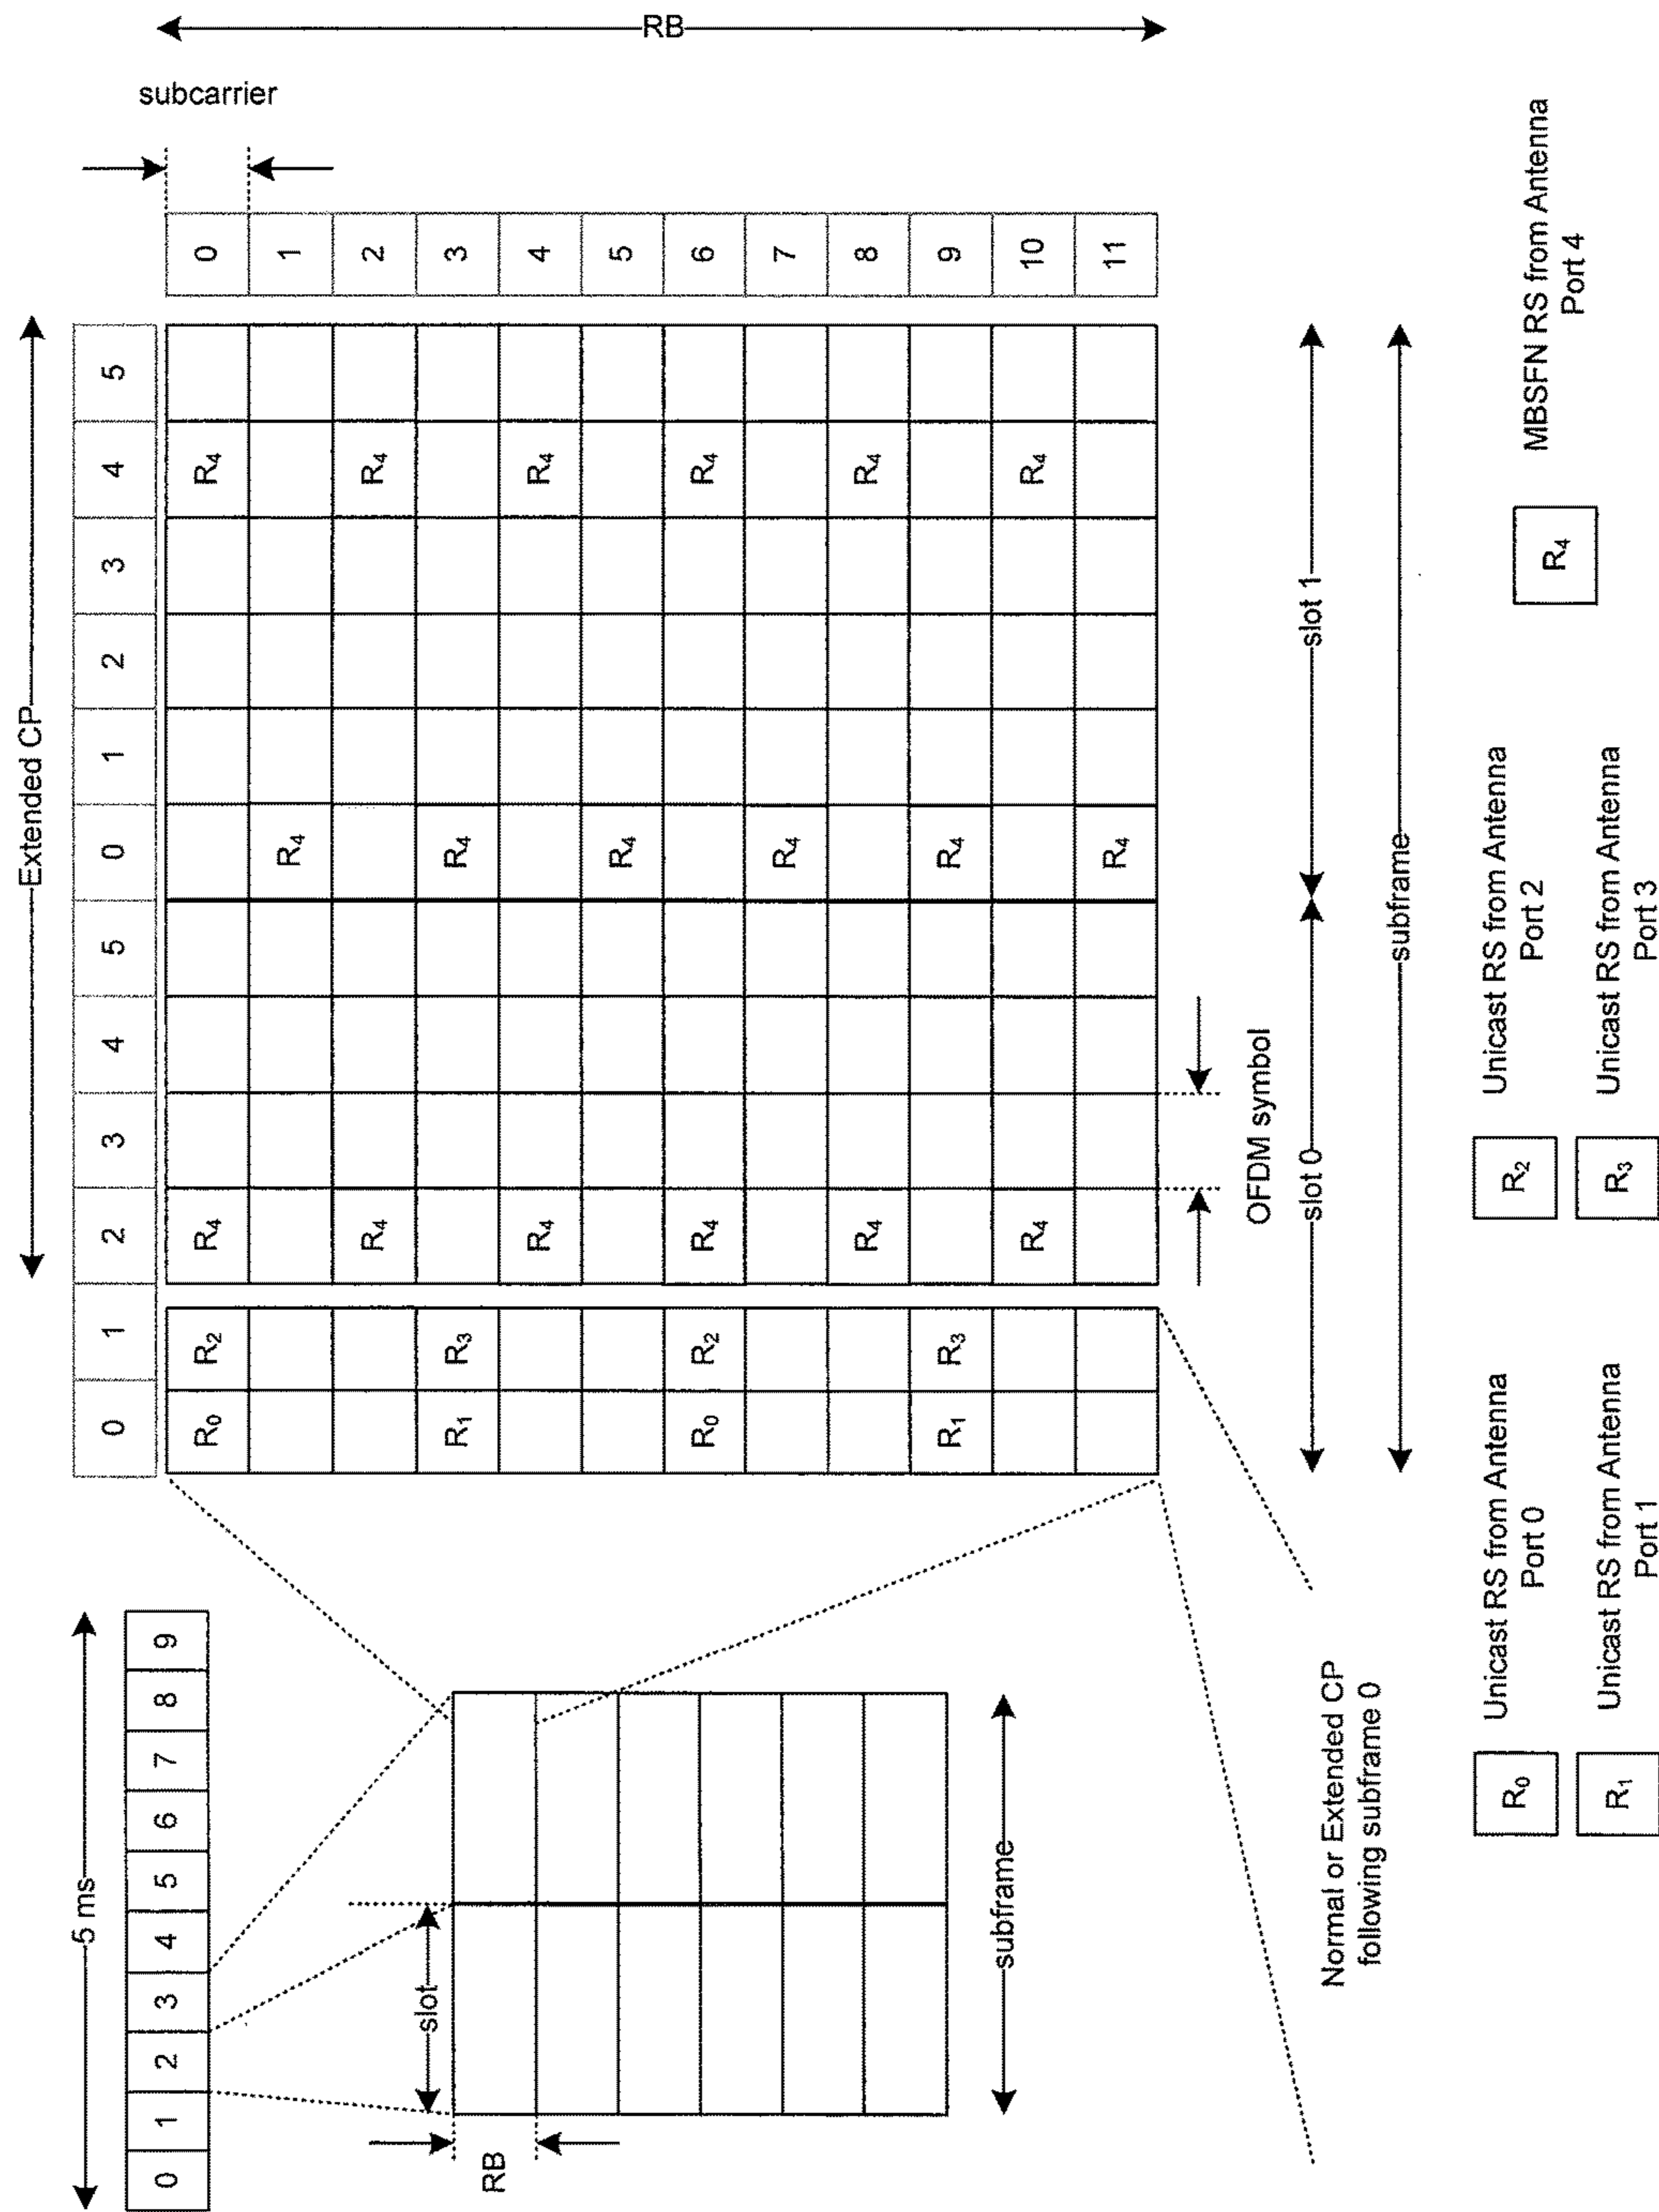 Extended CP
5 ms
0 1 2 3 4 5 6 7 8 9
0 1 2 3 4 5 0 1 2 3 4 5
subcarrier
RB
R₀ R₂ R₄ R₄ 0
R₄ 1
R₄ R₄ 2
R₁ R₃ R₄ 3
R₄ R₄ 4
R₄ 5
R₀ R₂ R₄ R₄ 6
R₄ 7
R₄ R₄ 8
R₁ R₃ R₄ 9
R₄ R₄ 10
R₄ 11
slot
RB
subframe
OFDM symbol
slot 0
slot 1
subframe
Normal or Extended CP
following subframe 0
R₀
Unicast RS from Antenna
Port 0
R₁
Unicast RS from Antenna
Port 1
R₂
Unicast RS from Antenna
Port 2
R₃
Unicast RS from Antenna
Port 3
R₄
MBSFN RS from Antenna
Port 4